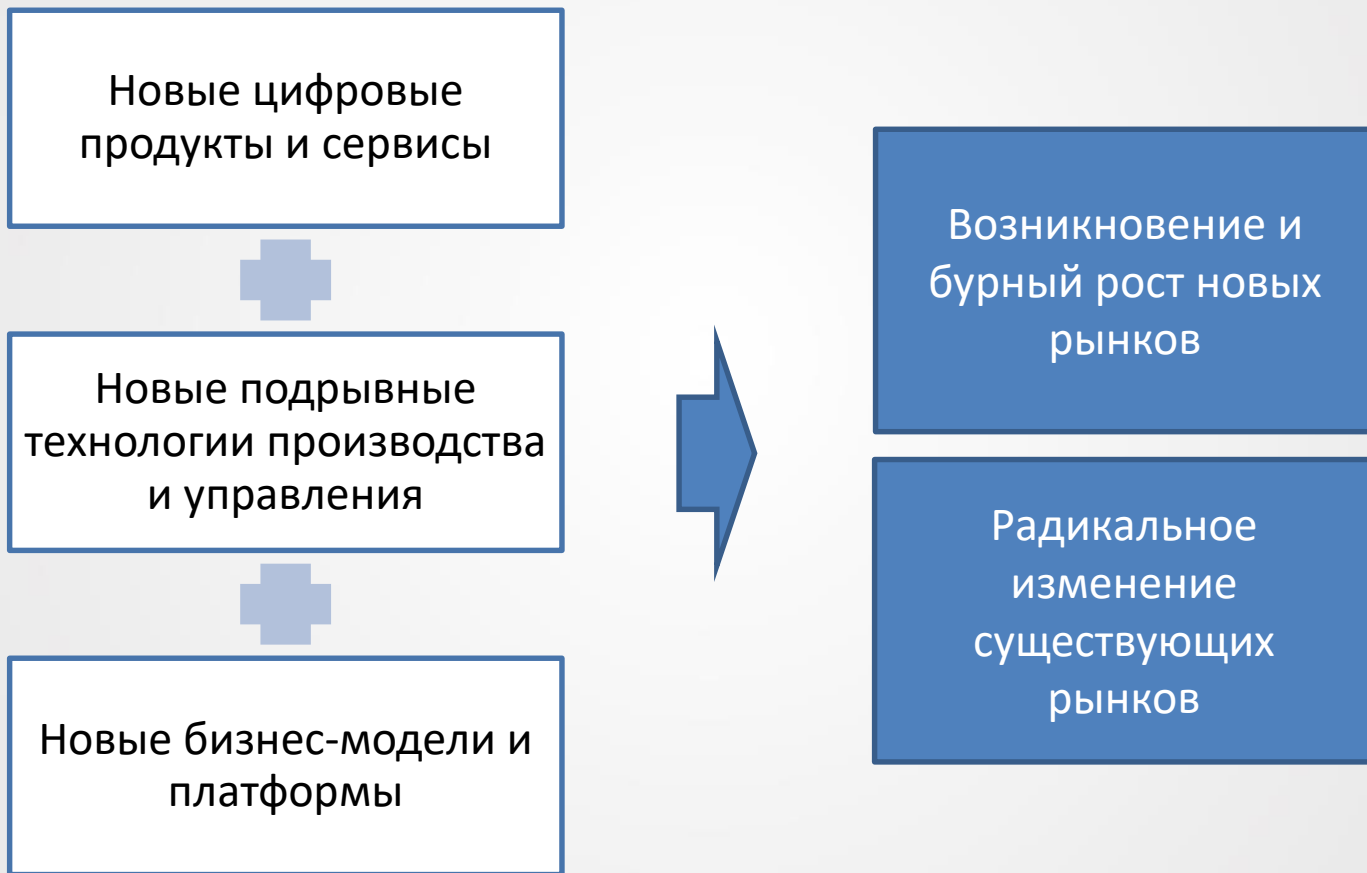 Новые цифровые
продукты и сервисы
Новые подрывные
технологии производства
и управления
Новые бизнес-модели и
платформы
Возникновение и
бурный рост новых
рынков
Радикальное
изменение
существующих
рынков